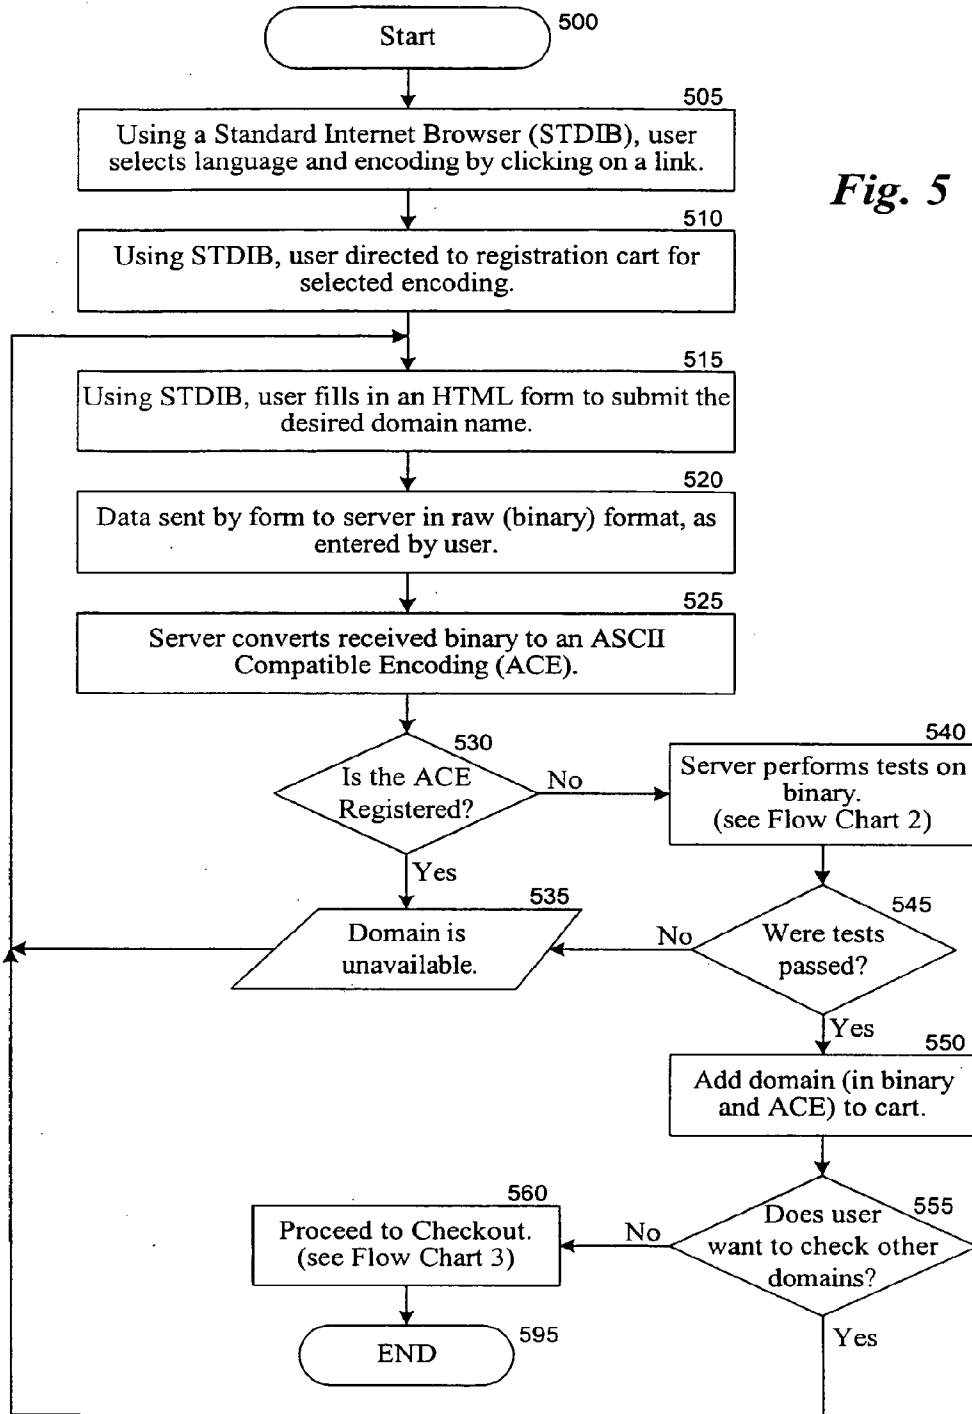 Start
500
505
Using a Standard Internet Browser (STDIB), user
selects language and encoding by clicking on a link.
Fig. 5
510
Using STDIB, user directed to registration cart for
selected encoding.
515
Using STDIB, user fills in an HTML form to submit the
desired domain name.
520
Data sent by form to server in raw (binary) format, as
entered by user.
525
Server converts received binary to an ASCII
Compatible Encoding (ACE).
530
Is the ACE
Registered?
No
Yes
540
Server performs tests on
binary.
(see Flow Chart 2)
535
Domain is
unavailable.
545
Were tests
passed?
No
Yes
550
Add domain (in binary
and ACE) to cart.
555
Does user
want to check other
domains?
No
Yes
560
Proceed to Checkout.
(see Flow Chart 3)
END
595